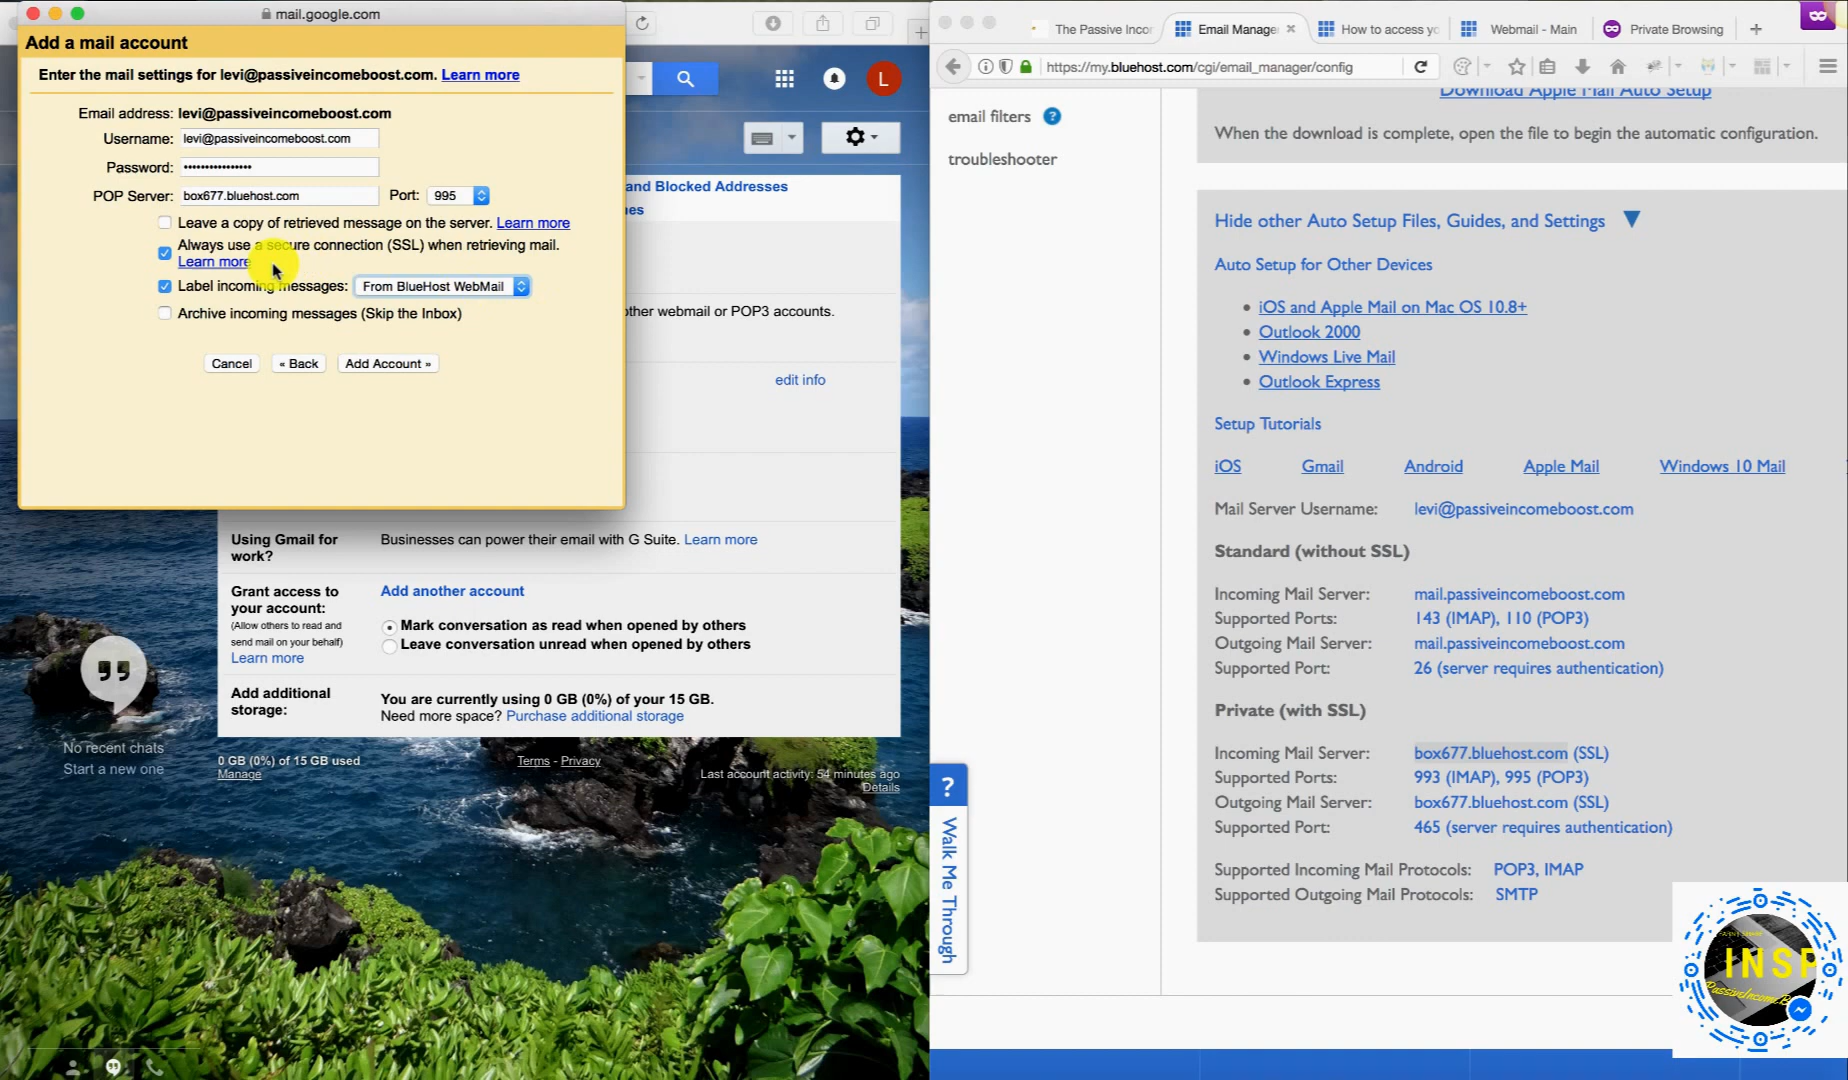 mail.google.com
Add a mail account
Enter the mail settings for levi@passiveincomeboost.com. Learn more
Email address: levi@passiveincomeboost.com
Username: levi@passiveincomeboost.com
Password: ••••••••••••••••
POP Server: box677.bluehost.com Port: 995
Leave a copy of retrieved message on the server. Learn more
Always use a secure connection (SSL) when retrieving mail.
Learn more
Label incoming messages: From BlueHost WebMail
Archive incoming messages (Skip the Inbox)
Cancel « Back Add Account »
L
and Blocked Addresses
other webmail or POP3 accounts.
edit info
Using Gmail for
work?
Businesses can power their email with G Suite. Learn more
Grant access to
your account:
(Allow others to read and
send mail on your behalf)
Learn more
Add another account
Mark conversation as read when opened by others
Leave conversation unread when opened by others
Add additional
storage:
You are currently using 0 GB (0%) of your 15 GB.
Need more space? Purchase additional storage
No recent chats
Start a new one
0 GB (0%) of 15 GB used
Manage
Terms - Privacy
Last account activity: 54 minutes ago
Details
The Passive Incor
Email Manage
How to access yo
Webmail - Main
Private Browsing
https://my.bluehost.com/cgi/email_manager/config
email filters ?
troubleshooter
Download Apple Mail Auto Setup
When the download is complete, open the file to begin the automatic configuration.
Hide other Auto Setup Files, Guides, and Settings
Auto Setup for Other Devices
• iOS and Apple Mail on Mac OS 10.8+
• Outlook 2000
• Windows Live Mail
• Outlook Express
Setup Tutorials
iOS Gmail Android Apple Mail Windows 10 Mail
Mail Server Username: levi@passiveincomeboost.com
Standard (without SSL)
Incoming Mail Server: mail.passiveincomeboost.com
Supported Ports: 143 (IMAP), 110 (POP3)
Outgoing Mail Server: mail.passiveincomeboost.com
Supported Port: 26 (server requires authentication)
Private (with SSL)
Incoming Mail Server: box677.bluehost.com (SSL)
Supported Ports: 993 (IMAP), 995 (POP3)
Outgoing Mail Server: box677.bluehost.com (SSL)
Supported Port: 465 (server requires authentication)
Supported Incoming Mail Protocols: POP3, IMAP
Supported Outgoing Mail Protocols: SMTP
? Walk Me Through
INSP